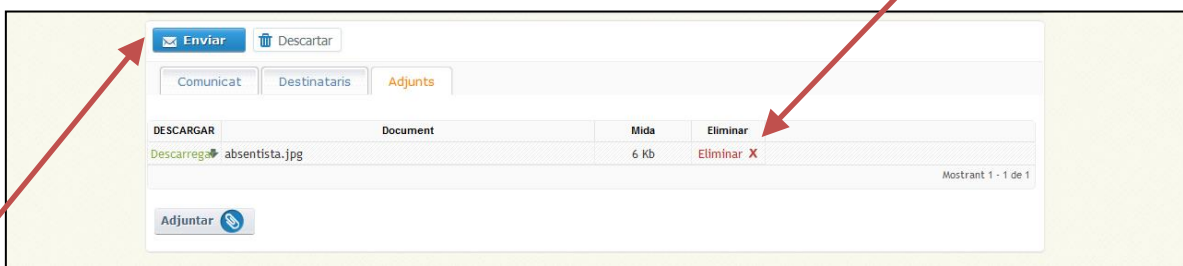 Enviar Descartar
Comunicat Destinataris Adjunts
DESCARGAR Document Mida Eliminar
Descarrega absentista.jpg 6 Kb Eliminar X
Mostrant 1 - 1 de 1
Adjuntar